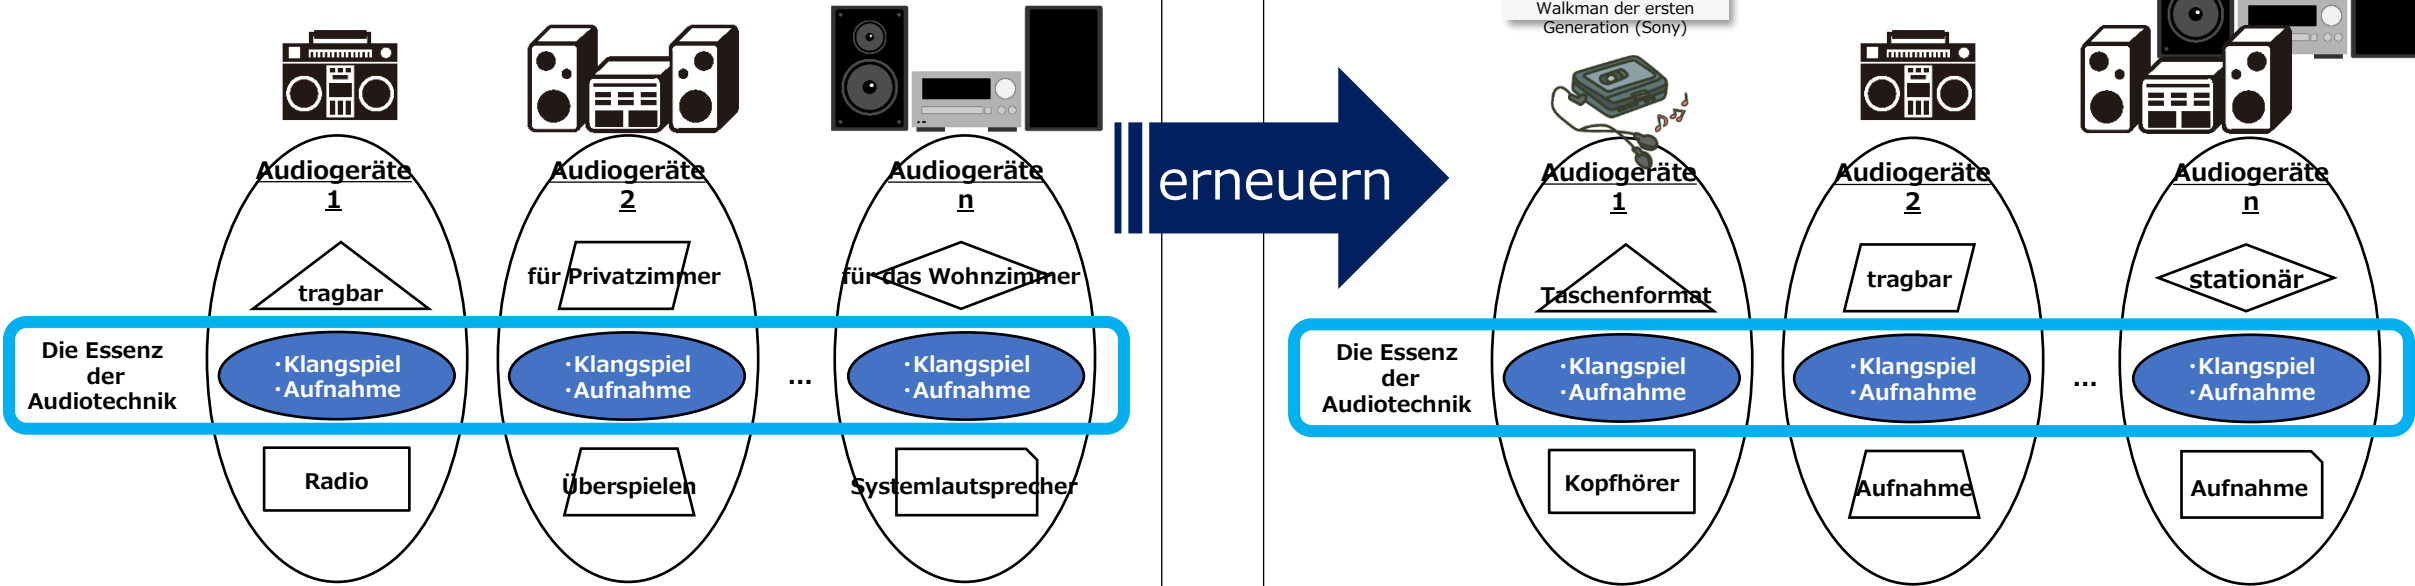 Audiogeräte
1
tragbar
・Klangspiel
・Aufnahme
Radio
Audiogeräte
2
für Privatzimmer
・Klangspiel
・Aufnahme
Überspielen
...
Audiogeräte
n
für das Wohnzimmer
・Klangspiel
・Aufnahme
Systemlautsprecher
Die Essenz
der
Audiotechnik
erneuern
Walkman der ersten
Generation (Sony)
Audiogeräte
1
Taschenformat
・Klangspiel
・Aufnahme
Kopfhörer
Audiogeräte
2
tragbar
・Klangspiel
・Aufnahme
Aufnahme
...
Audiogeräte
n
stationär
・Klangspiel
・Aufnahme
Aufnahme
Die Essenz
der
Audiotechnik